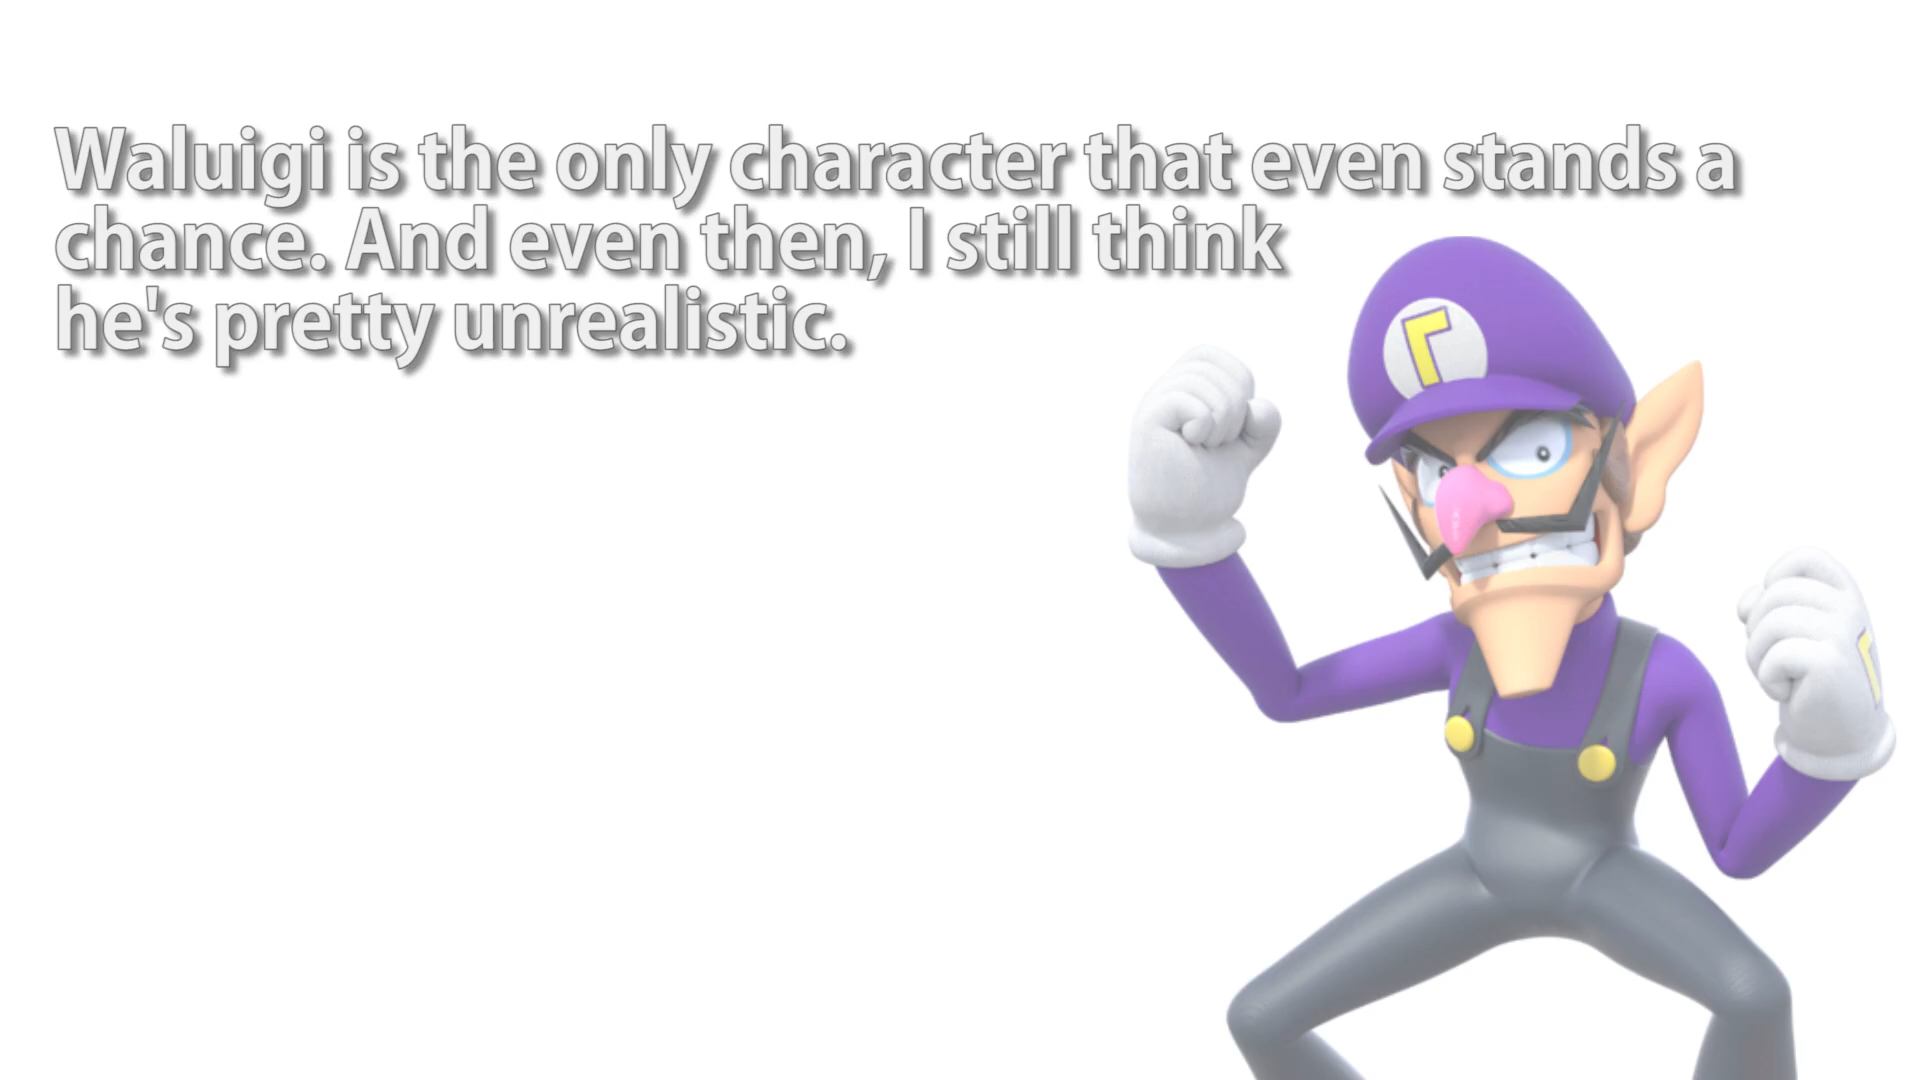 Waluigi is the only character that even stands a
chance. And even then, I still think
he's pretty unrealistic.